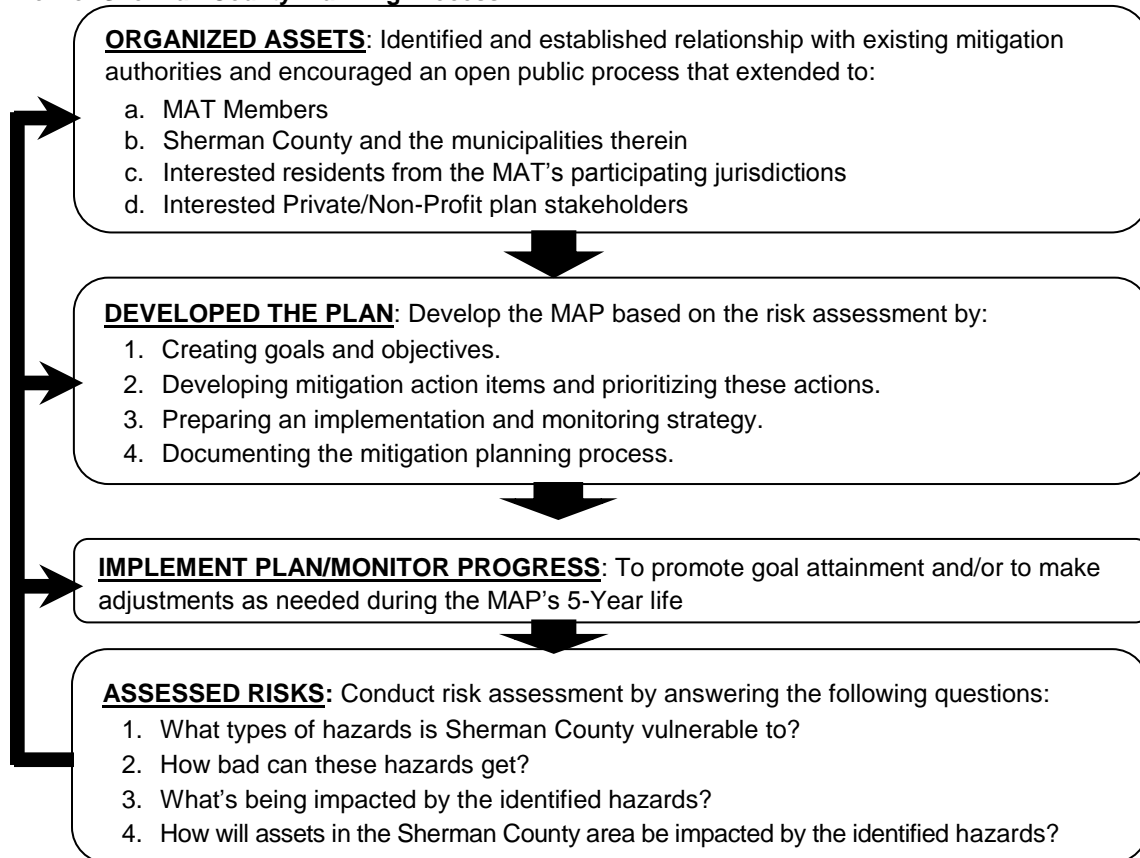 ORGANIZED ASSETS: Identified and established relationship with existing mitigation
authorities and encouraged an open public process that extended to:
a. MAT Members
b. Sherman County and the municipalities therein
c. Interested residents from the MAT's participating jurisdictions
d. Interested Private/Non-Profit plan stakeholders
DEVELOPED THE PLAN: Develop the MAP based on the risk assessment by:
1. Creating goals and objectives.
2. Developing mitigation action items and prioritizing these actions.
3. Preparing an implementation and monitoring strategy.
4. Documenting the mitigation planning process.
IMPLEMENT PLAN/MONITOR PROGRESS: To promote goal attainment and/or to make
adjustments as needed during the MAP's 5-Year life
ASSESSED RISKS: Conduct risk assessment by answering the following questions:
1. What types of hazards is Sherman County vulnerable to?
2. How bad can these hazards get?
3. What's being impacted by the identified hazards?
4. How will assets in the Sherman County area be impacted by the identified hazards?